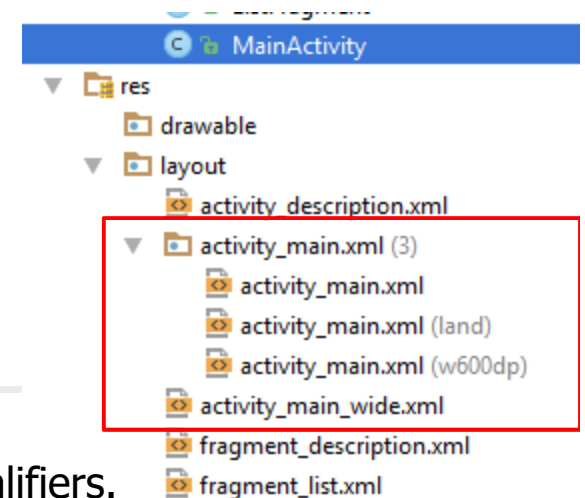 MainActivity
res
drawable
layout
activity_description.xml
activity_main.xml (3)
activity_main.xml
activity_main.xml (land)
activity_main.xml (w600dp)
activity_main_wide.xml
fragment_description.xml
lifiers.
fragment_list.xml